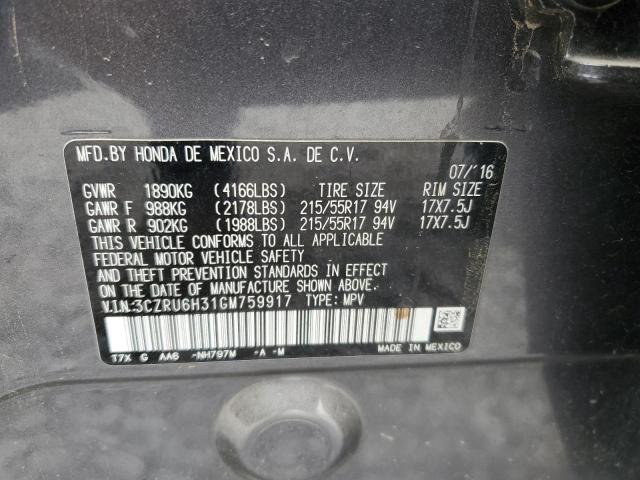 MFD.BY HONDA DE MEXICO S.A. DE C.V.
07/'16
GVWR 1890KG (4166LBS) TIRE SIZE RIM SIZE
GAWR F 988KG (2178LBS) 215/55R17 94V 17X7.5J
GAWR R 902KG (1988LBS) 215/55R17 94V 17X7.5J
THIS VEHICLE CONFORMS TO ALL APPLICABLE
FEDERAL MOTOR VEHICLE SAFETY
AND THEFT PREVENTION STANDARDS IN EFFECT
ON THE DATE OF MANUFACTURE SHOWN ABOVE.
V.I.N:3CZRU6H31GM759917 TYPE: MPV
T7X G AA6 -NH797M -A -M
MADE IN MEXICO